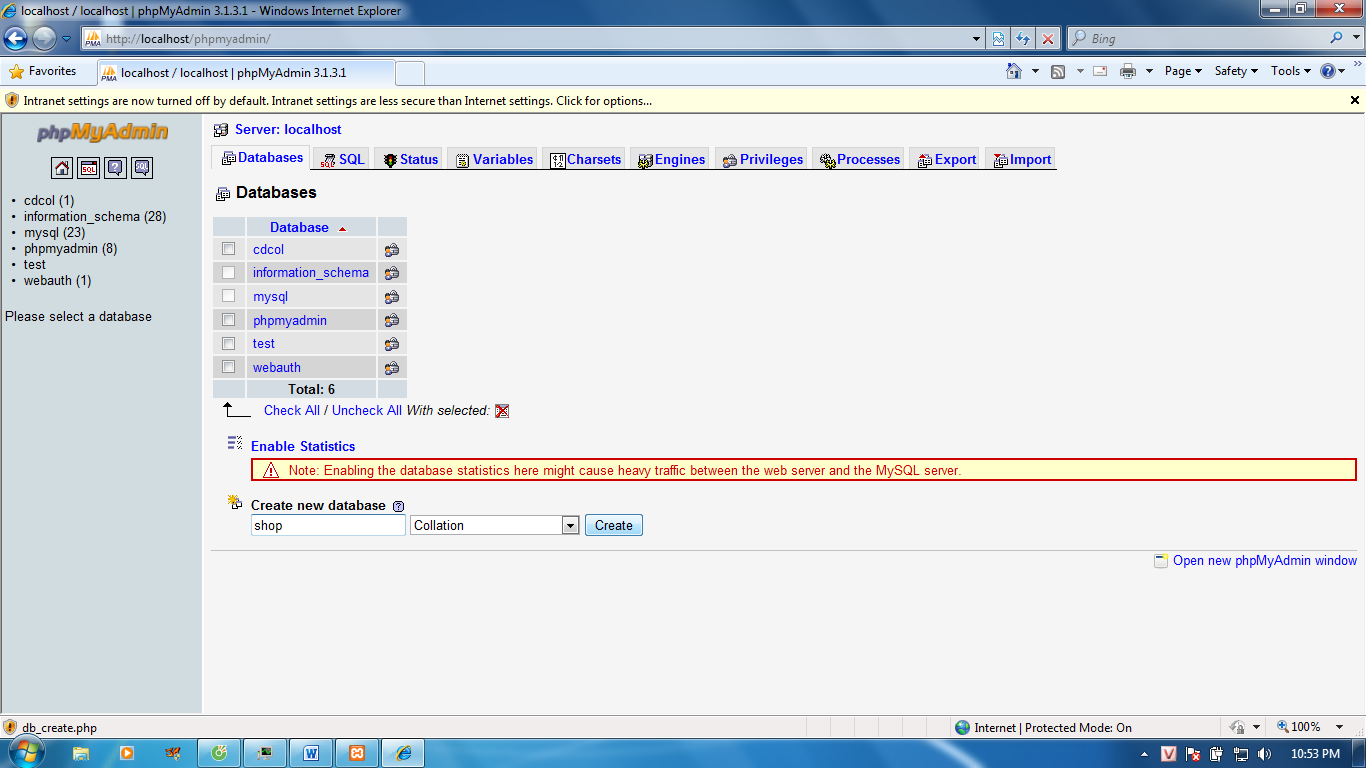 localhost / localhost | phpMyAdmin 3.1.3.1 - Windows Internet Explorer
http://localhost/phpmyadmin/
Bing
Favorites
PMA
localhost / localhost | phpMyAdmin 3.1.3.1
Page
Safety
Tools
Intranet settings are now turned off by default. Intranet settings are less secure than Internet settings. Click for options...
phpMyAdmin
SQL
cdcol (1)
information_schema (28)
mysql (23)
phpmyadmin (8)
test
webauth (1)
Please select a database
Server: localhost
Databases
SQL
Status
Variables
Charsets
Engines
Privileges
Processes
Export
Import
Databases
Database
cdcol
information_schema
mysql
phpmyadmin
test
webauth
Total: 6
Check All / Uncheck All With selected:
Enable Statistics
Note: Enabling the database statistics here might cause heavy traffic between the web server and the MySQL server.
Create new database
shop
Collation
Create
Open new phpMyAdmin window
db_create.php
Internet | Protected Mode: On
100%
10:53 PM